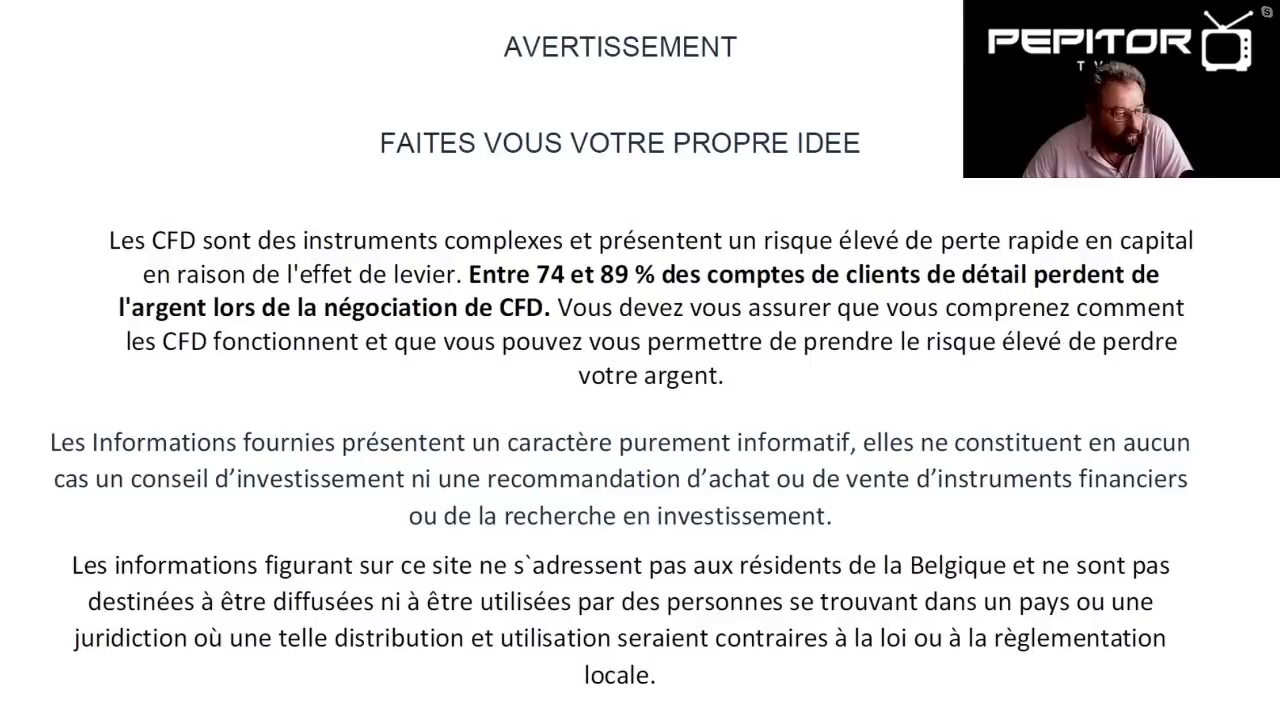 AVERTISSEMENT
PEPITOR
TV
FAITES VOUS VOTRE PROPRE IDEE
Les CFD sont des instruments complexes et présentent un risque élevé de perte rapide en capital
en raison de l'effet de levier. Entre 74 et 89 % des comptes de clients de détail perdent de
l'argent lors de la négociation de CFD. Vous devez vous assurer que vous comprenez comment
les CFD fonctionnent et que vous pouvez vous permettre de prendre le risque élevé de perdre
votre argent.
Les Informations fournies présentent un caractère purement informatif, elles ne constituent en aucun
cas un conseil d’investissement ni une recommandation d’achat ou de vente d’instruments financiers
ou de la recherche en investissement.
Les informations figurant sur ce site ne s`adressent pas aux résidents de la Belgique et ne sont pas
destinées à être diffusées ni à être utilisées par des personnes se trouvant dans un pays ou une
juridiction où une telle distribution et utilisation seraient contraires à la loi ou à la règlementation
locale.